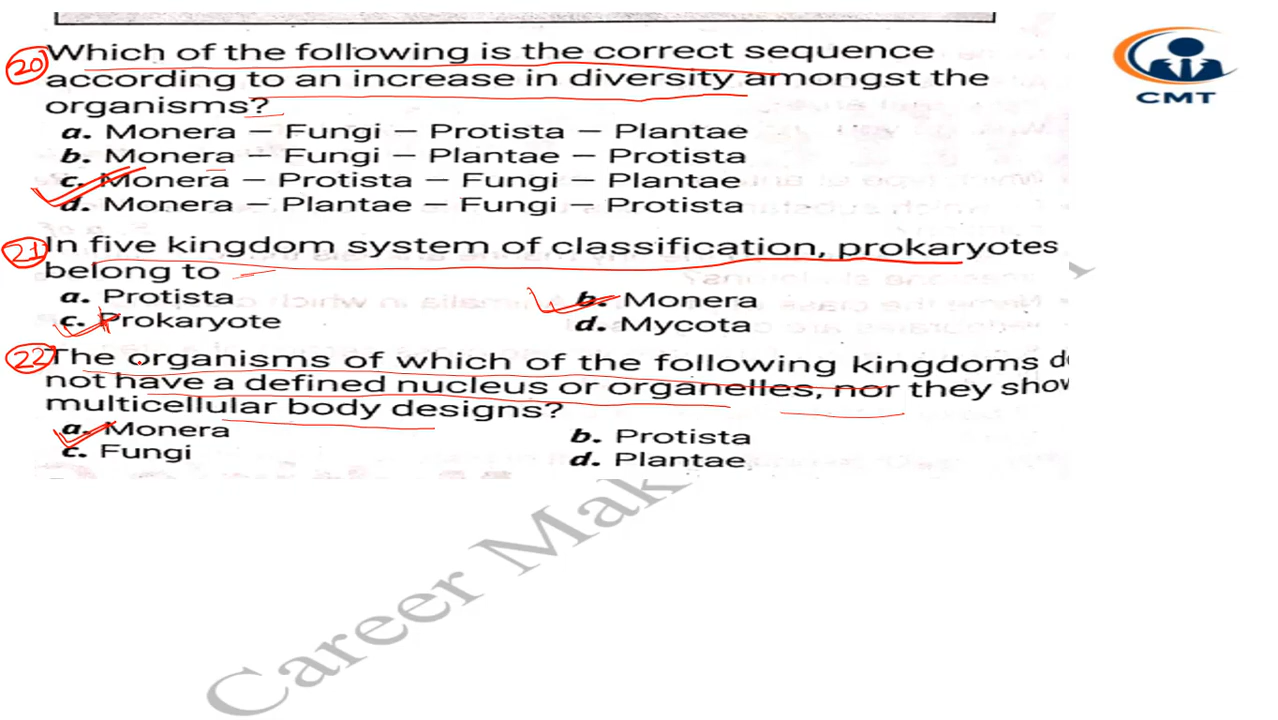 20 Which of the following is the correct sequence
according to an increase in diversity amongst the
organisms?
a. Monera – Fungi – Protista – Plantae
b. Monera – Fungi – Plantae – Protista
c. Monera – Protista – Fungi – Plantae
d. Monera – Plantae – Fungi – Protista
21 In five kingdom system of classification, prokaryotes
belong to
a. Protista b. Monera
c. Prokaryote d. Mycota
22 The organisms of which of the following kingdoms do
not have a defined nucleus or organelles, nor they show
multicellular body designs?
a. Monera b. Protista
c. Fungi d. Plantae
CMT
Career Mak